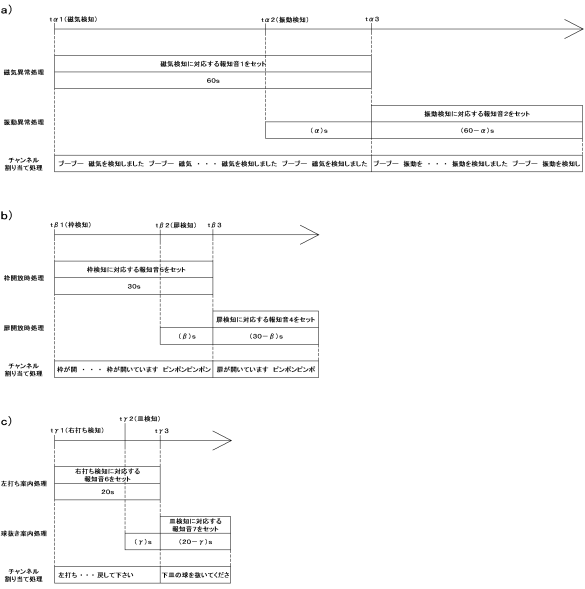 a)
tα1(磁気検知)
tα2(振動検知)
tα3
磁気異常処理
磁気検知に対応する報知音1をセット
60s
振動異常処理
振動検知に対応する報知音2をセット
(α)s
(60-α)s
チャンネル
割り当て処理
ブーブー 磁気を検知しました ブーブー 磁気 ・・・ 磁気を検知しました ブーブー 磁気を検知しました
ブーブー 振動を ・・・ 振動を検知しました ブーブー 振動を検知し
b)
tβ1(枠検知)
tβ2(扉検知)
tβ3
枠開放時処理
枠検知に対応する報知音5をセット
30s
扉開放時処理
扉検知に対応する報知音4をセット
(β)s
(30-β)s
チャンネル
割り当て処理
枠が開 ・・・ 枠が開いています ピンポンピンポン
扉が開いています ピンポンピンポ
c)
tγ2(皿検知)
tγ1(右打ち検知)
tγ3
左打ち案内処理
右打ち検知に対応する
報知音6をセット
20s
球抜き案内処理
皿検知に対応する
報知音7をセット
(γ)s
(20-γ)s
チャンネル
割り当て処理
左打ち・・・戻して下さい
下皿の球を抜いてくださ